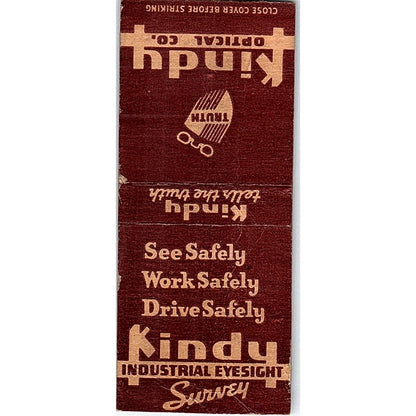 CLOSE COVER BEFORE STRIKING
Kindy
OPTICAL CO.
TRUTH
Kindy
tells the truth
See Safely
Work Safely
Drive Safely
Kindy
INDUSTRIAL EYESIGHT
Survey